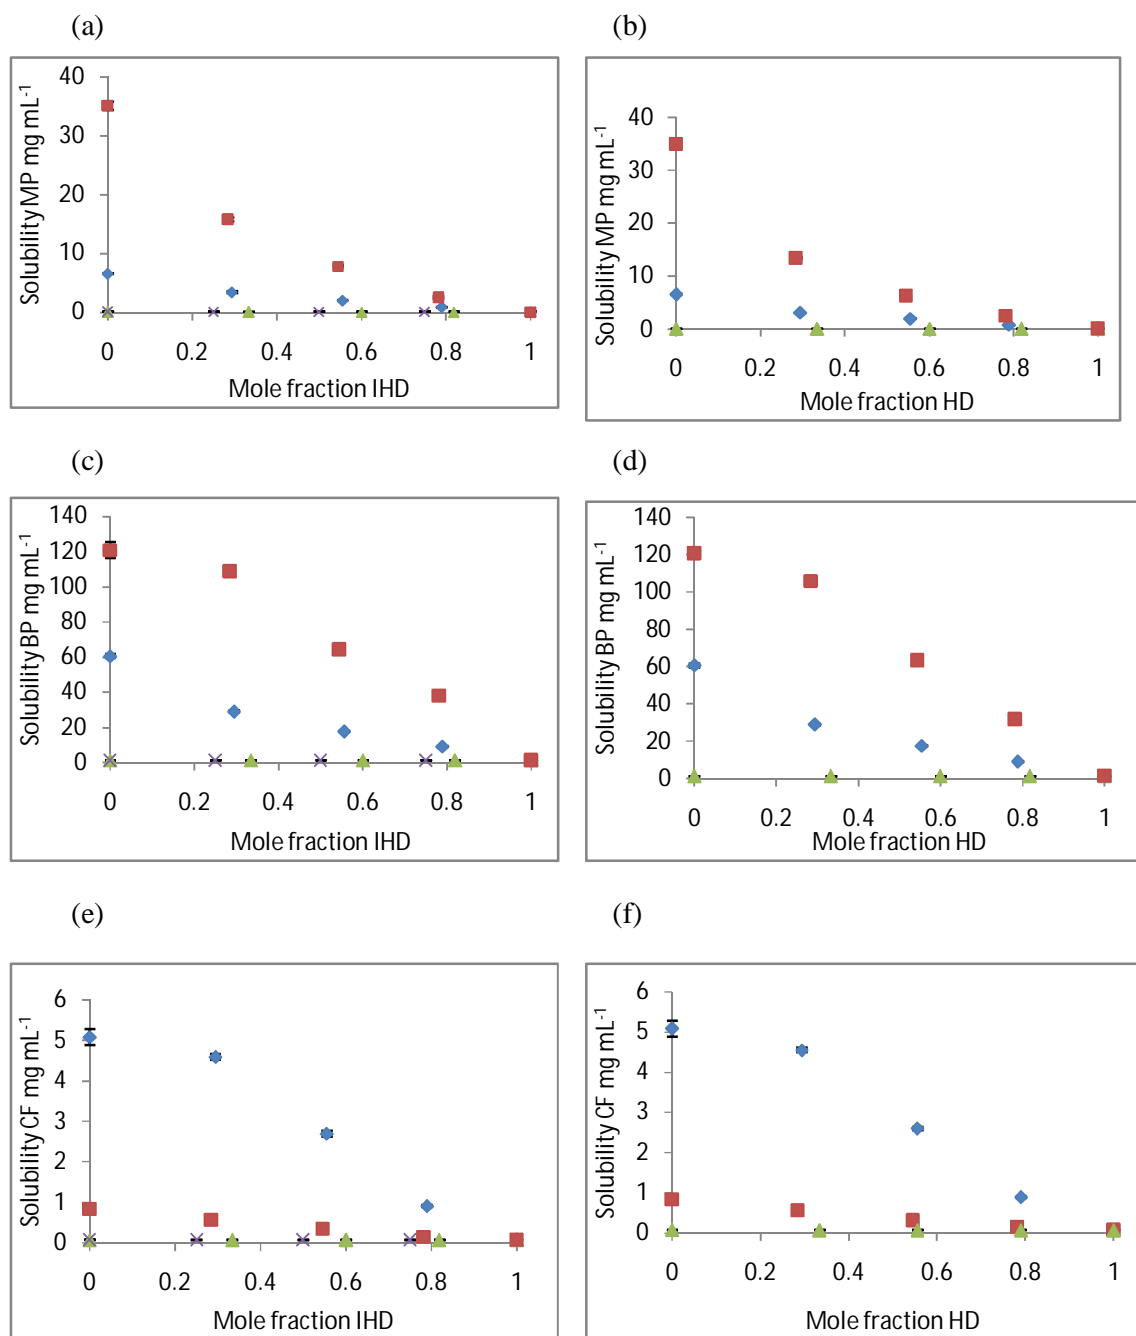 (a)
(b)
Solubility MP mg mL⁻¹
40
30
20
10
0
0 0.2 0.4 0.6 0.8 1
Mole fraction IHD
Solubility MP mg mL⁻¹
40
30
20
10
0
0 0.2 0.4 0.6 0.8 1
Mole fraction HD
(c)
(d)
Solubility BP mg mL⁻¹
140
120
100
80
60
40
20
0
0 0.2 0.4 0.6 0.8 1
Mole fraction IHD
Solubility BP mg mL⁻¹
140
120
100
80
60
40
20
0
0 0.2 0.4 0.6 0.8 1
Mole fraction HD
(e)
(f)
Solubility CF mg mL⁻¹
6
5
4
3
2
1
0
0 0.2 0.4 0.6 0.8 1
Mole fraction IHD
Solubility CF mg mL⁻¹
6
5
4
3
2
1
0
0 0.2 0.4 0.6 0.8 1
Mole fraction HD